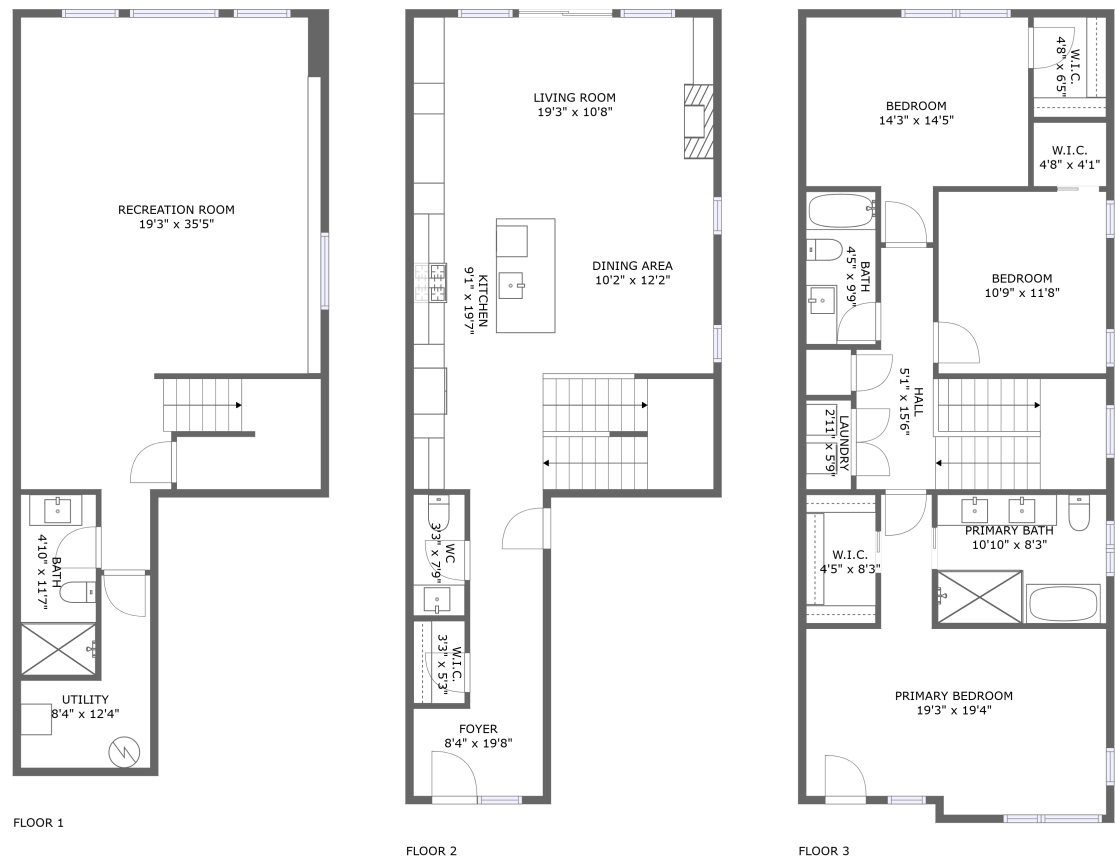 RECREATION ROOM
19'3" x 35'5"
BATH
4'10" x 11'7"
UTILITY
8'4" x 12'4"
FLOOR 1
LIVING ROOM
19'3" x 10'8"
DINING AREA
10'2" x 12'2"
KITCHEN
9'1" x 19'7"
WC
3'3" x 7'9"
W.I.C.
3'3" x 5'3"
FOYER
8'4" x 19'8"
FLOOR 2
BEDROOM
14'3" x 14'5"
W.I.C.
4'8" x 6'5"
W.I.C.
4'8" x 4'1"
BATH
4'5" x 9'9"
BEDROOM
10'9" x 11'8"
HALL
5'1" x 15'6"
LAUNDRY
2'11" x 5'9"
W.I.C.
4'5" x 8'3"
PRIMARY BATH
10'10" x 8'3"
PRIMARY BEDROOM
19'3" x 19'4"
FLOOR 3